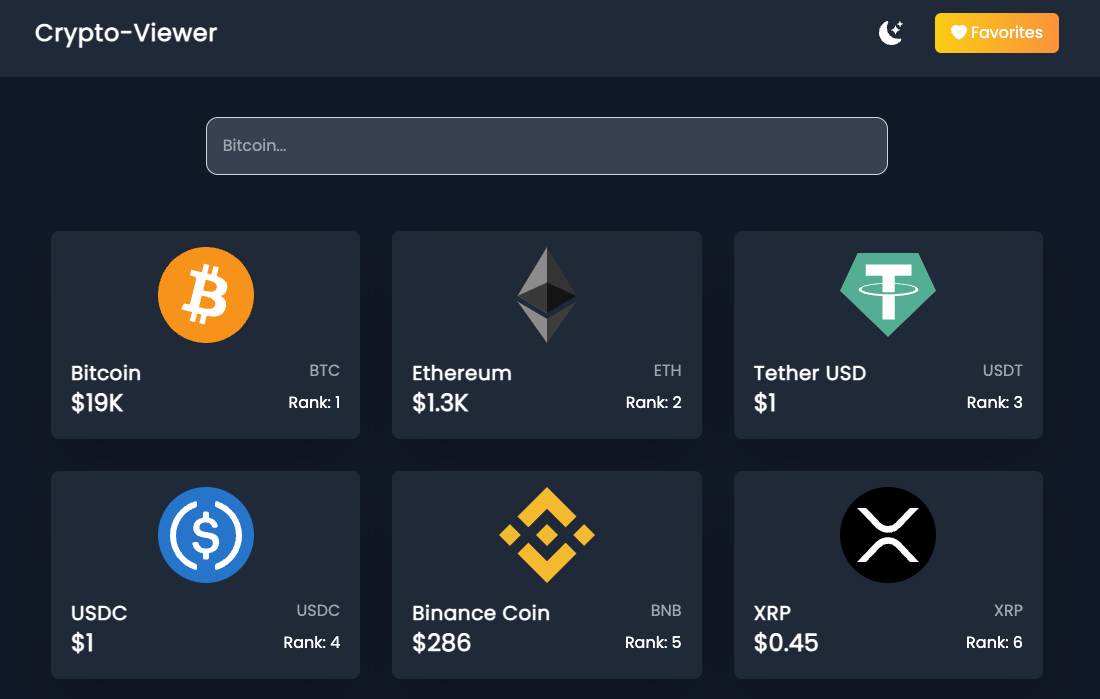 Crypto-Viewer
Favorites
Bitcoin...
Bitcoin BTC
$19K Rank: 1
Ethereum ETH
$1.3K Rank: 2
Tether USD USDT
$1 Rank: 3
USDC USDC
$1 Rank: 4
Binance Coin BNB
$286 Rank: 5
XRP XRP
$0.45 Rank: 6